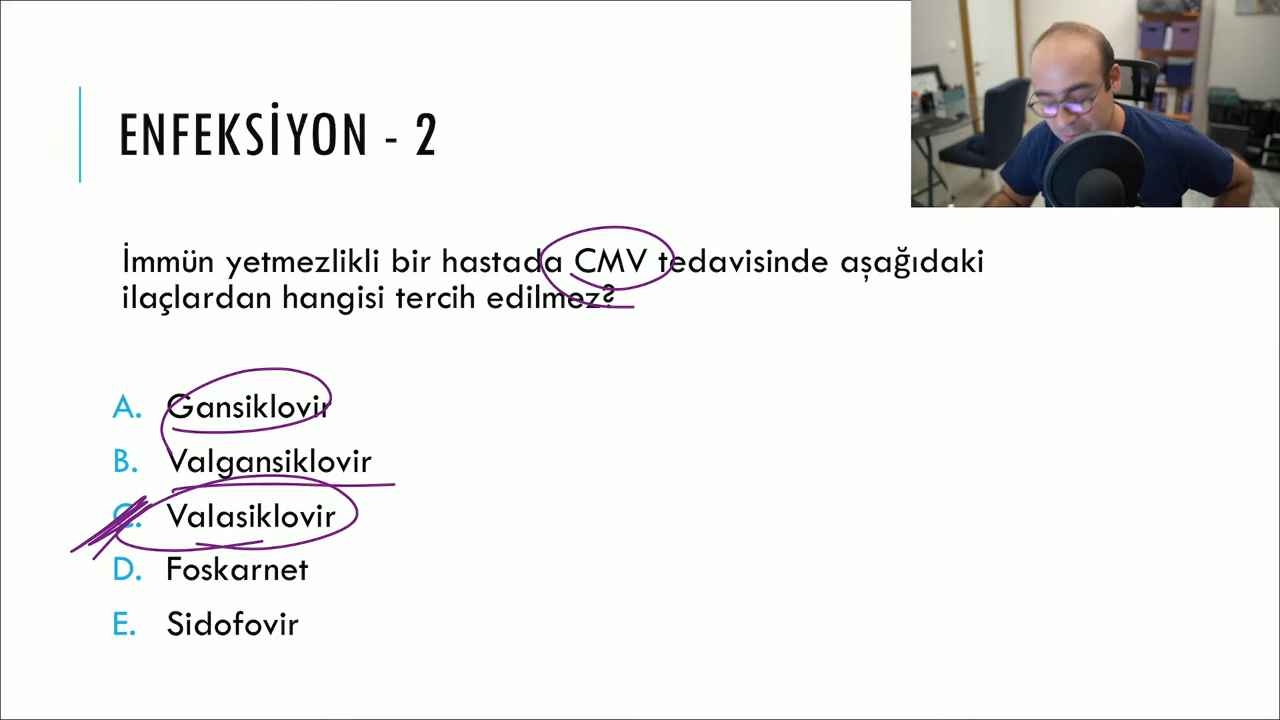 ENFEKSİYON - 2
İmmün yetmezlikli bir hastada CMV tedavisinde aşağıdaki
ilaçlardan hangisi tercih edilmez?
A. Gansiklovir
B. Valgansiklovir
C. Valasiklovir
D. Foskarnet
E. Sidofovir